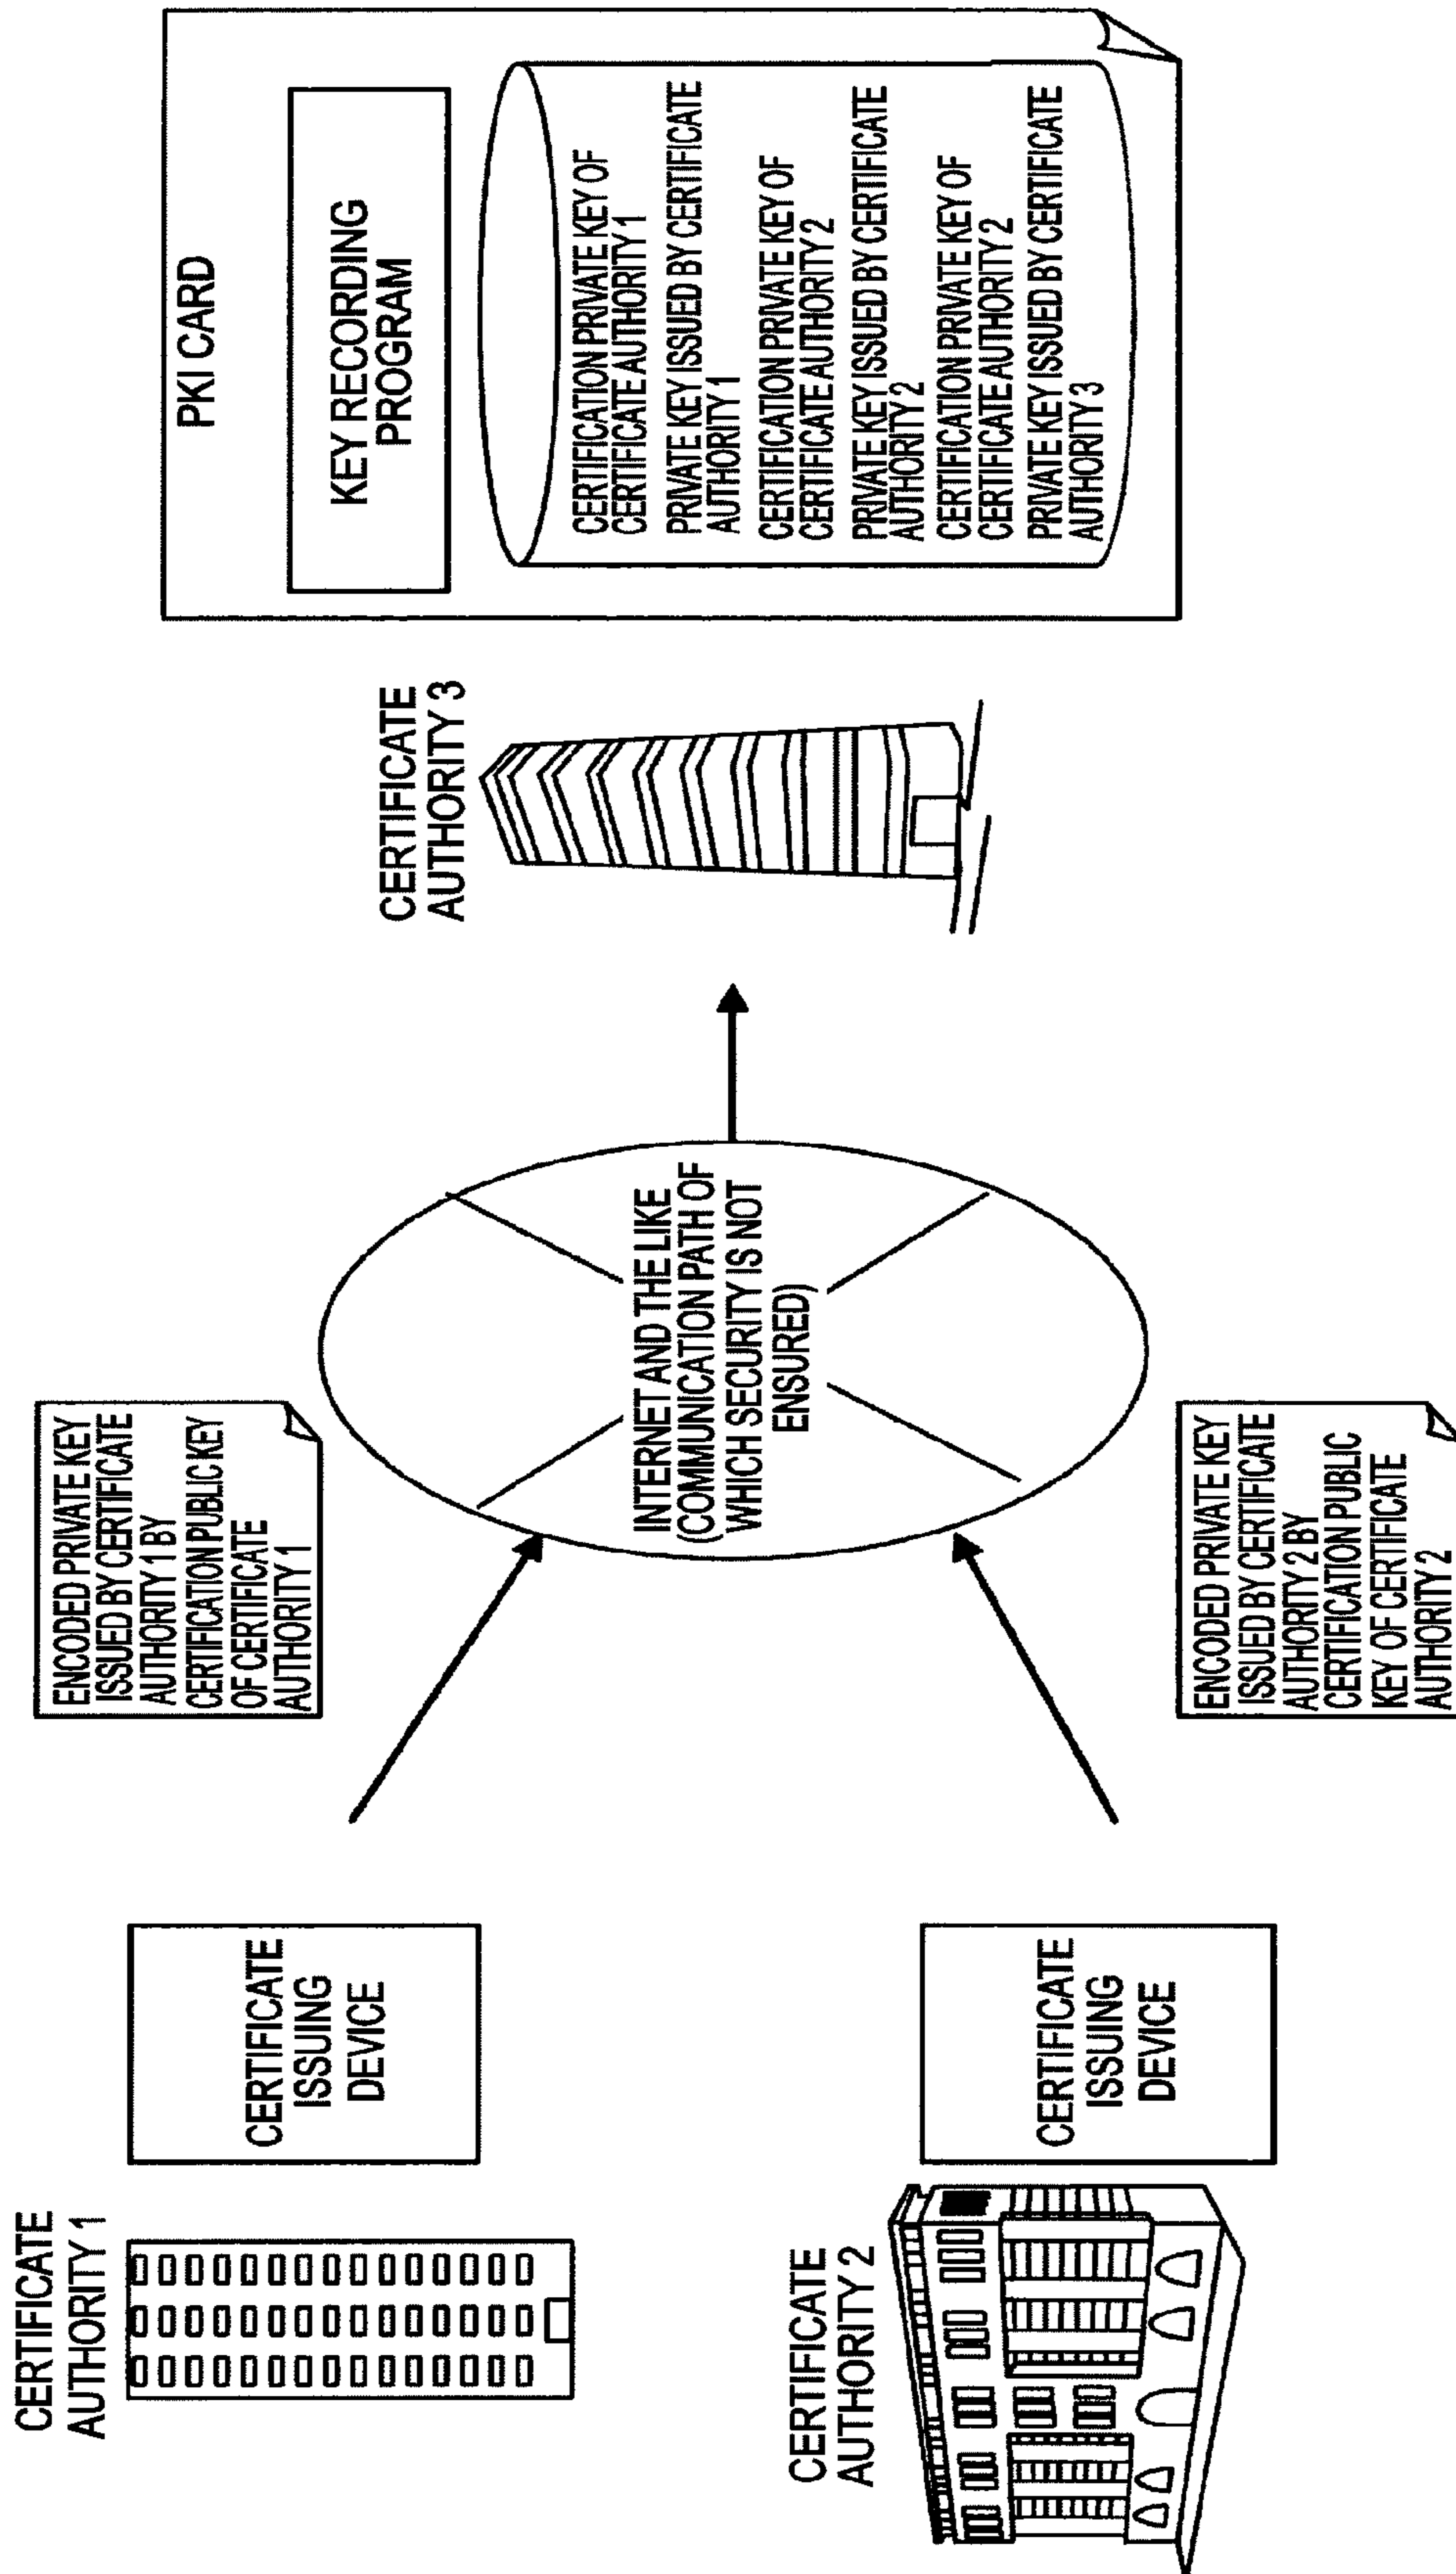 CERTIFICATE
AUTHORITY 1
CERTIFICATE
ISSUING
DEVICE
ENCODED PRIVATE KEY
ISSUED BY CERTIFICATE
AUTHORITY 1 BY
CERTIFICATION PUBLIC KEY
OF CERTIFICATE
AUTHORITY 1
CERTIFICATE
AUTHORITY 2
CERTIFICATE
ISSUING
DEVICE
ENCODED PRIVATE KEY
ISSUED BY CERTIFICATE
AUTHORITY 2 BY
CERTIFICATION PUBLIC
KEY OF CERTIFICATE
AUTHORITY 2
INTERNET AND THE LIKE
(COMMUNICATION PATH OF
WHICH SECURITY IS NOT
ENSURED)
CERTIFICATE
AUTHORITY 3
PKI CARD
KEY RECORDING
PROGRAM
CERTIFICATION PRIVATE KEY OF
CERTIFICATE AUTHORITY 1
PRIVATE KEY ISSUED BY CERTIFICATE
AUTHORITY 1
CERTIFICATION PRIVATE KEY OF
CERTIFICATE AUTHORITY 2
PRIVATE KEY ISSUED BY CERTIFICATE
AUTHORITY 2
CERTIFICATION PRIVATE KEY OF
CERTIFICATE AUTHORITY 2
PRIVATE KEY ISSUED BY CERTIFICATE
AUTHORITY 3